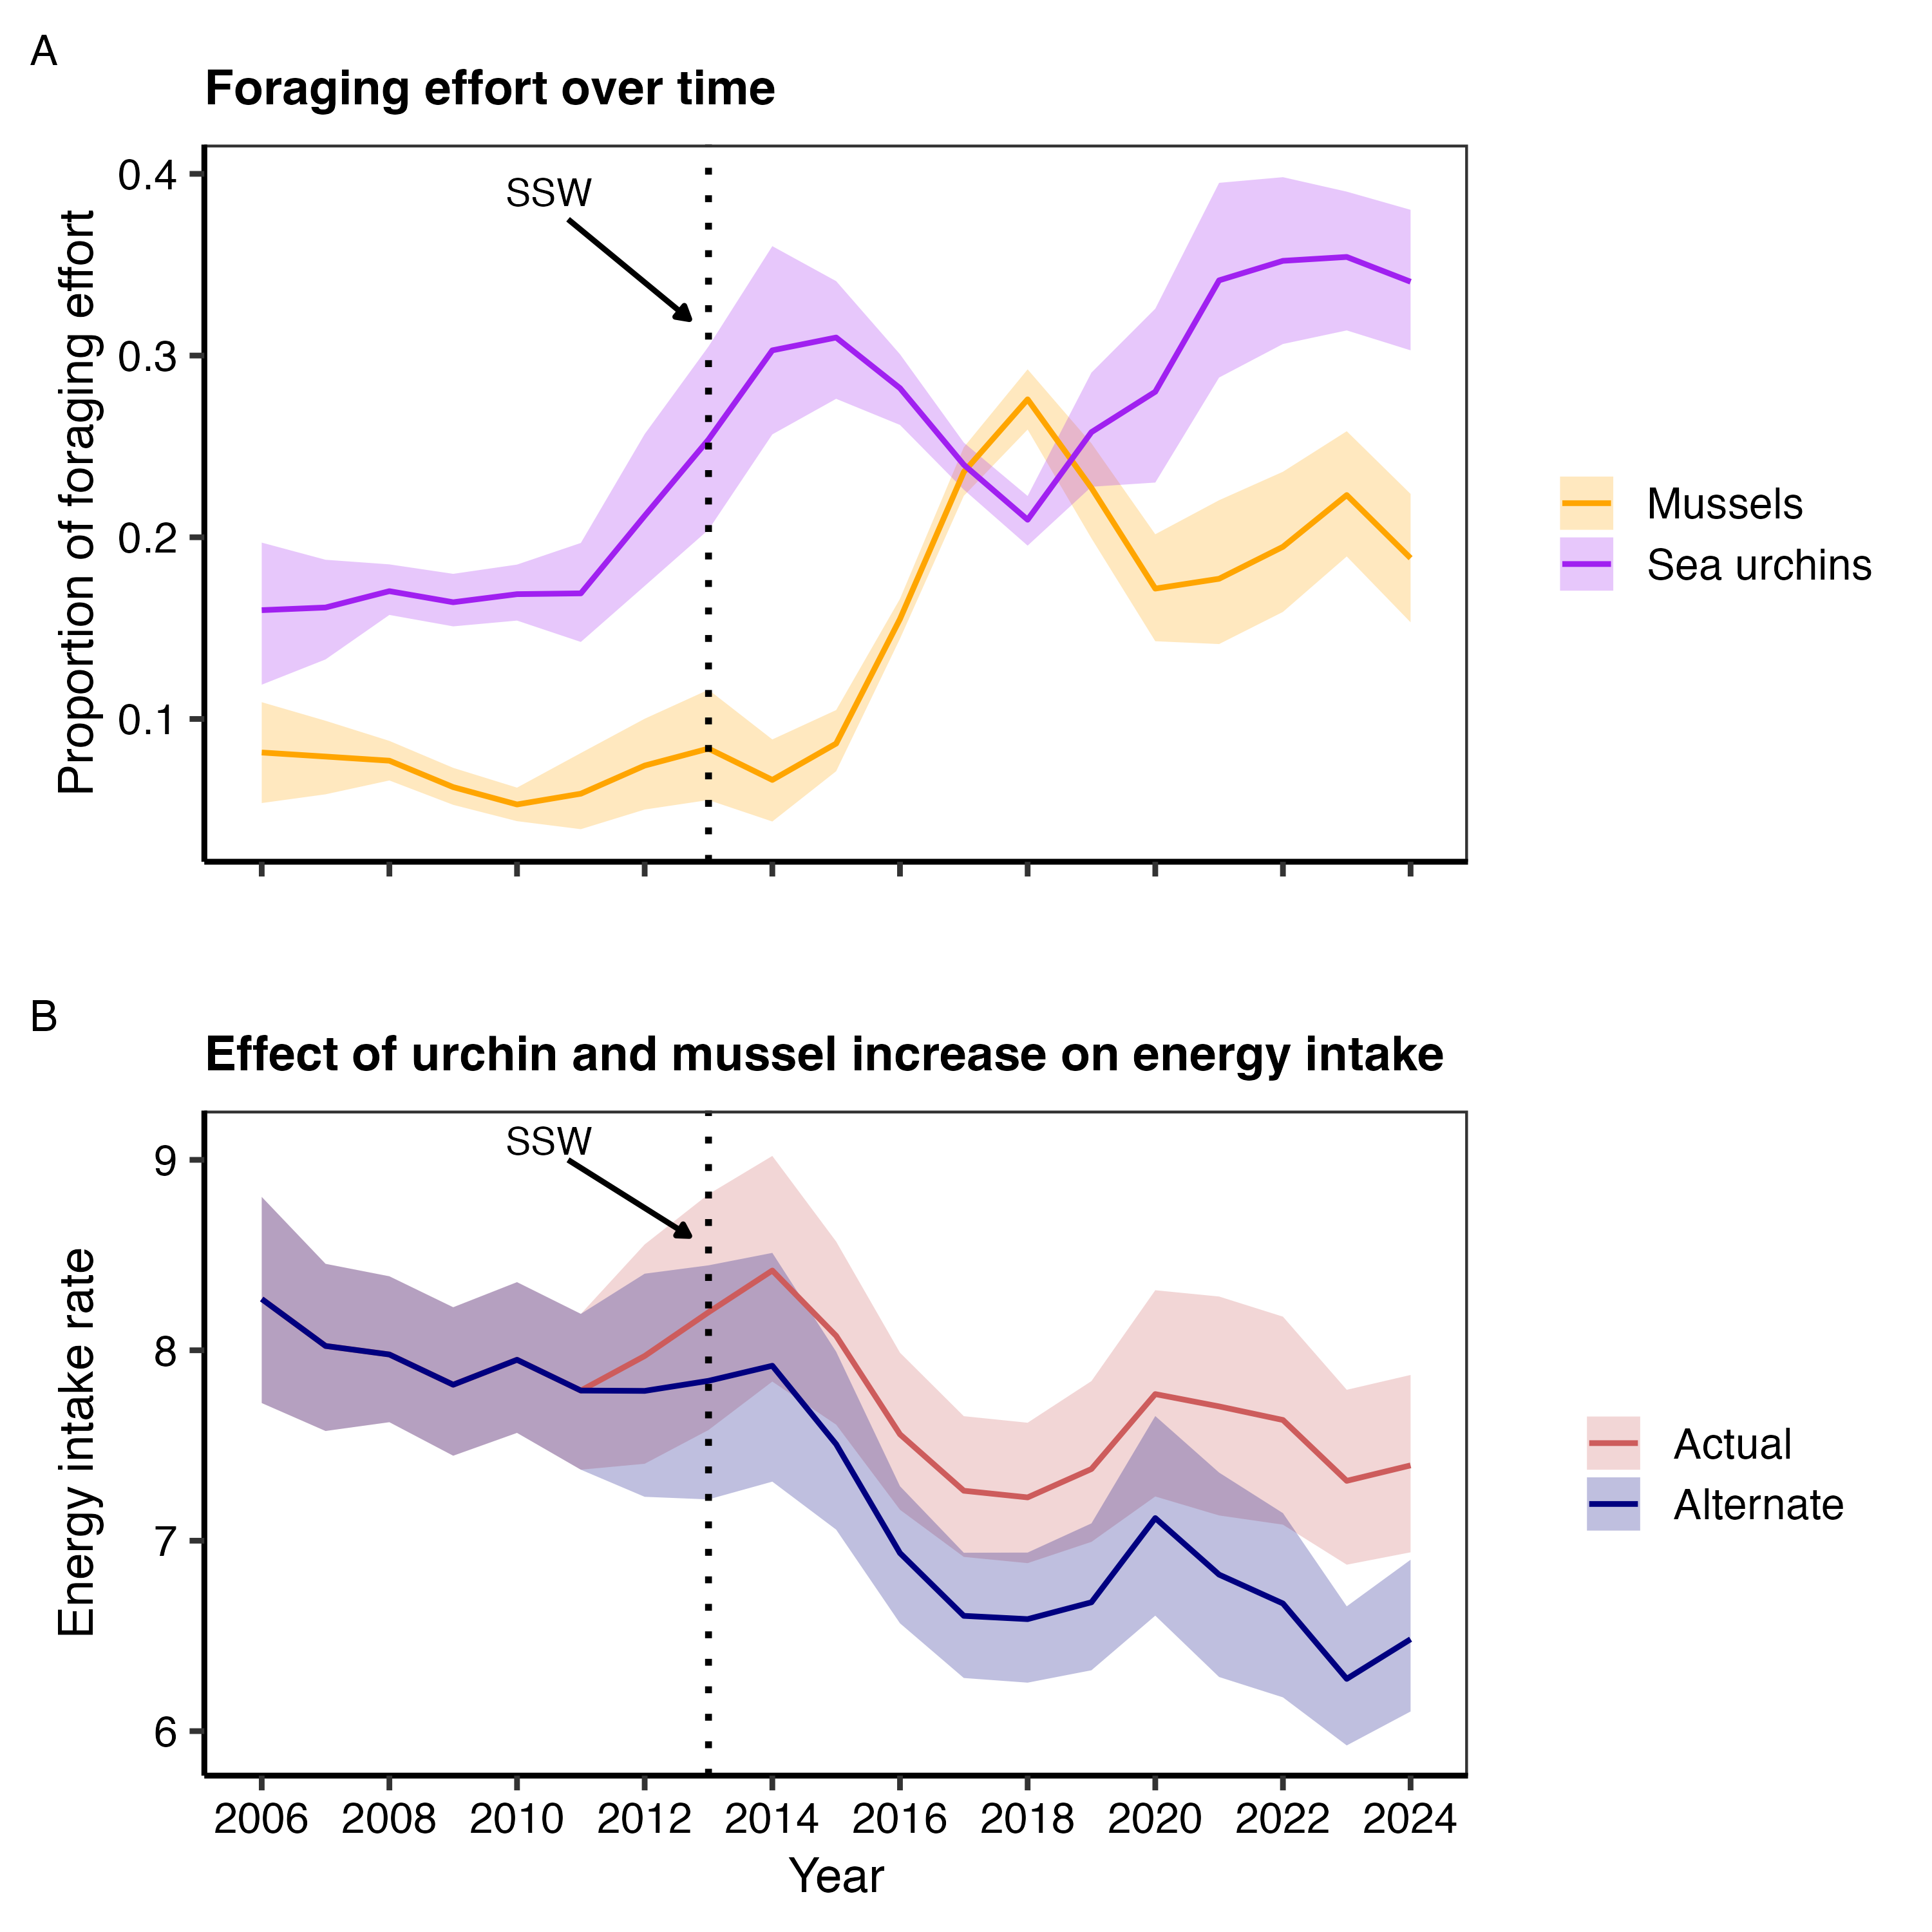 A
Foraging effort over time
Proportion of foraging effort
0.4
0.3
0.2
0.1
SSW
Mussels
Sea urchins
B
Effect of urchin and mussel increase on energy intake
Energy intake rate
9
8
7
6
SSW
Actual
Alternate
2006 2008 2010 2012 2014 2016 2018 2020 2022 2024
Year